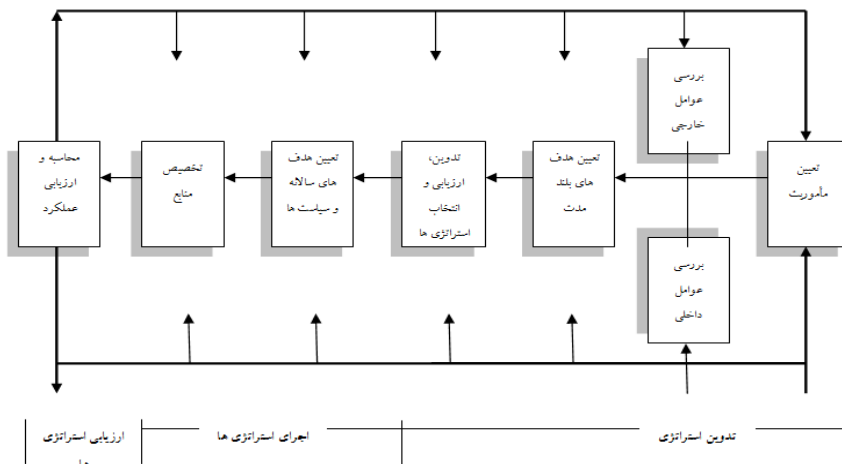 بررسی
عوامل
خارجی
تعیین
مأموریت
بررسی
عوامل
داخلی
تعیین هدف
های بلند
مدت
تدوین،
ارزیابی و
انتخاب
استراتژی ها
تعیین هدف
های سالانه
و سیاست ها
تخصیص
منابع
محاسبه و
ارزیابی
عملکرد
تدوین استراتژی
اجرای استراتژی ها
ارزیابی استراتژی
ها